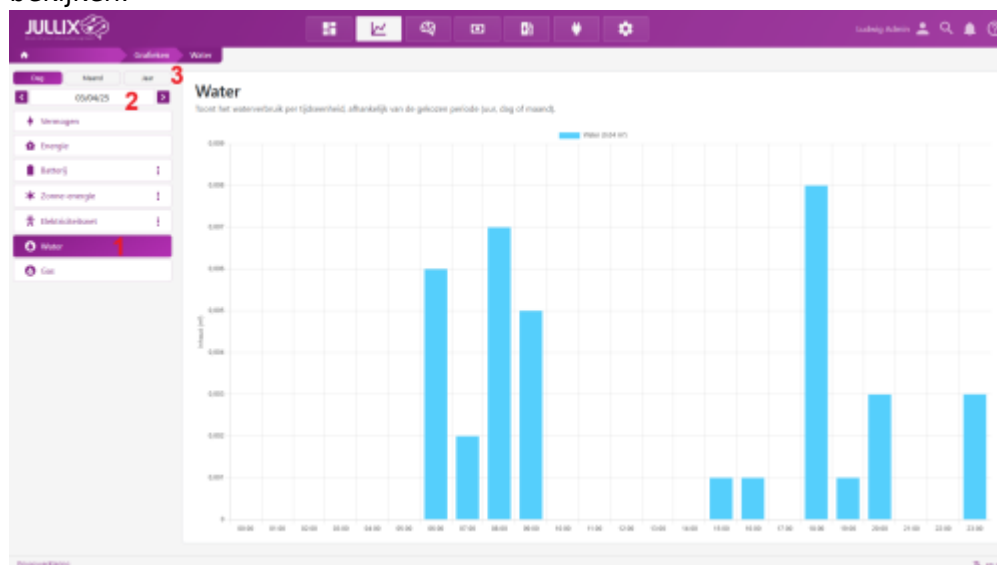 bekijken.
JULLIX
Ludwig Admin
Grafieken Water
Dag Maand Jaar 3
03/04/25 2
Vermogen
Energie
Batterij
Zonne-energie
Elektriciteitsnet
Water 1
Gas
Water
Toont het waterverbruik per tijdseenheid, afhankelijk van de gekozen periode (uur, dag of maand).
0,009
0,008
0,007
0,006
0,005
0,004
0,003
0,002
0,001
0
00:00 01:00 02:00 03:00 04:00 05:00 06:00 07:00 08:00 09:00 10:00 11:00 12:00 13:00 14:00 15:00 16:00 17:00 18:00 19:00 20:00 21:00 22:00 23:00